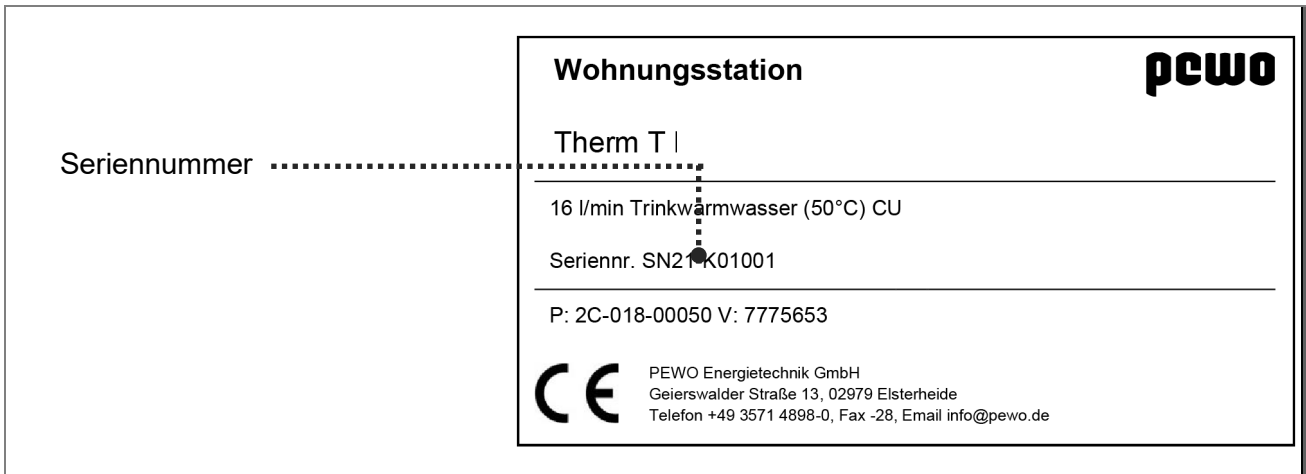 Wohnungsstation
pewo
Therm T
Seriennummer
16 l/min Trinkwarmwasser (50°C) CU
Seriennr. SN21-K01001
P: 2C-018-00050 V: 7775653
CE
PEWO Energietechnik GmbH
Geierswalder Straße 13, 02979 Elsterheide
Telefon +49 3571 4898-0, Fax -28, Email info@pewo.de